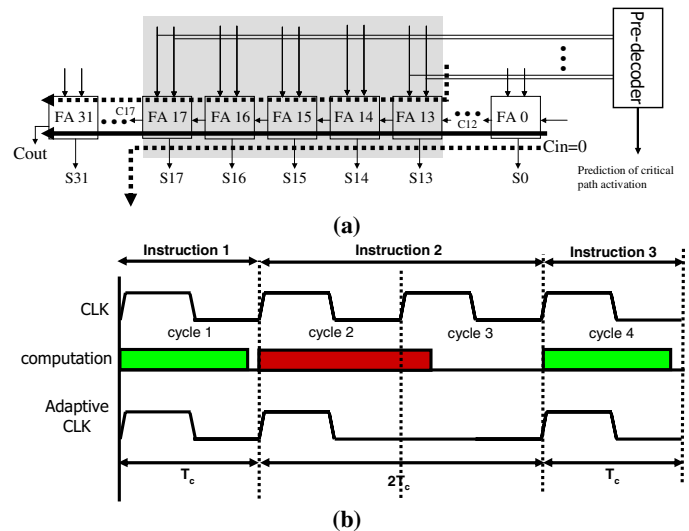 Pre-decoder
FA 31
C17
FA 17
FA 16
FA 15
FA 14
FA 13
C12
FA 0
Cout
Cin=0
S31
S17
S16
S15
S14
S13
S0
Prediction of critical
path activation
(a)
Instruction 1
Instruction 2
Instruction 3
CLK
cycle 1
cycle 2
cycle 3
cycle 4
computation
Adaptive
CLK
Tc
2Tc
Tc
(b)